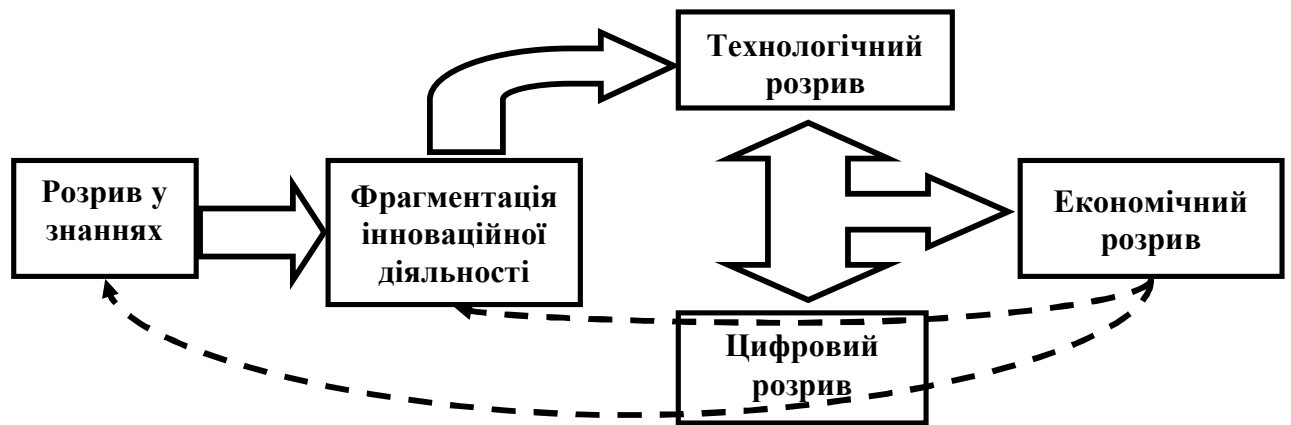 Технологічний
розрив
Розрив у
знаннях
Фрагментація
інноваційної
діяльності
Економічний
розрив
Цифровий
розрив